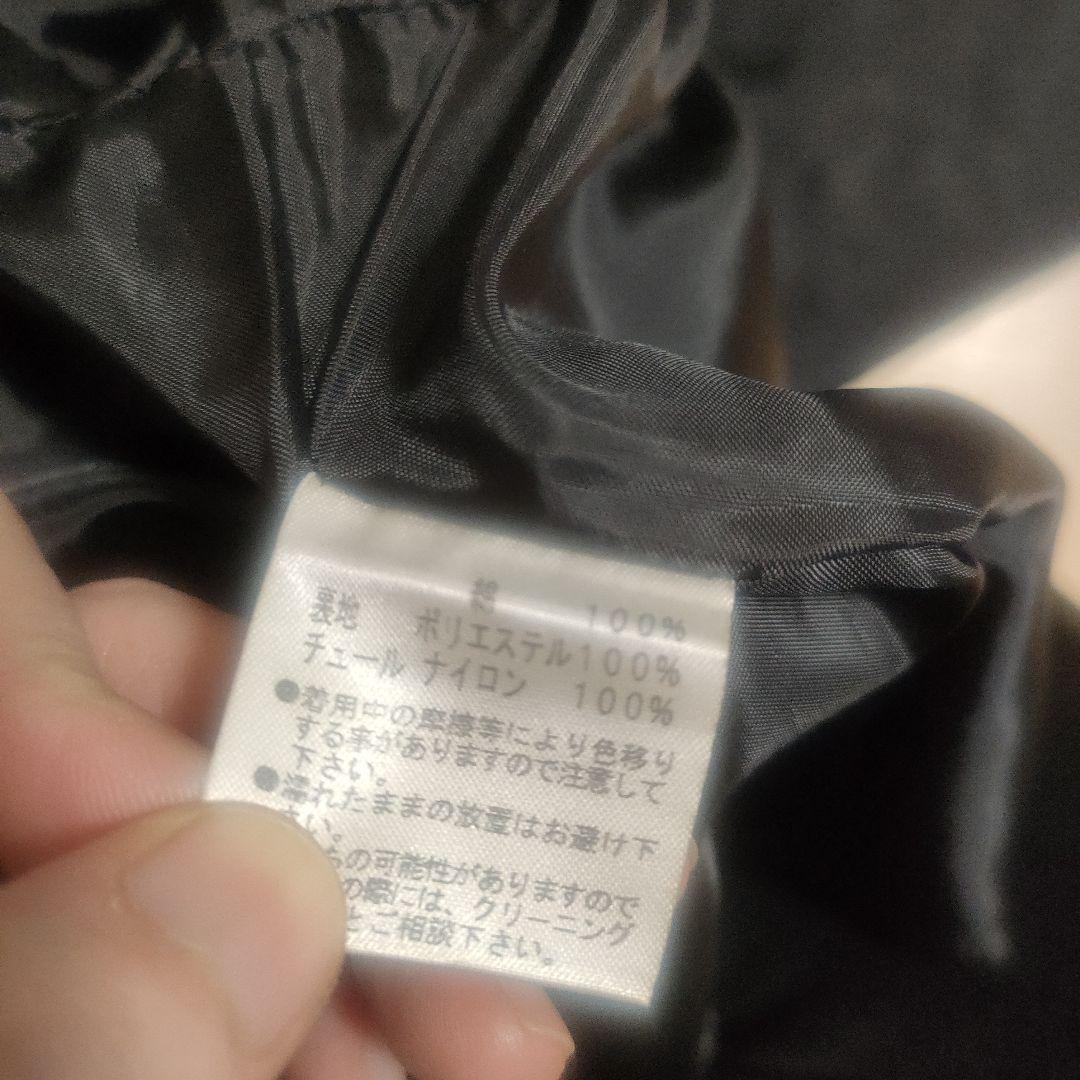 綿 100%
裏地 ポリエステル100%
チュール ナイロン 100%
●着用中の摩擦等により色移り
する事がありますので注意して
下さい。
●濡れたままの放置はお避け下
さい。
の可能性がありますので
の際には、クリーニング
とご相談下さい。